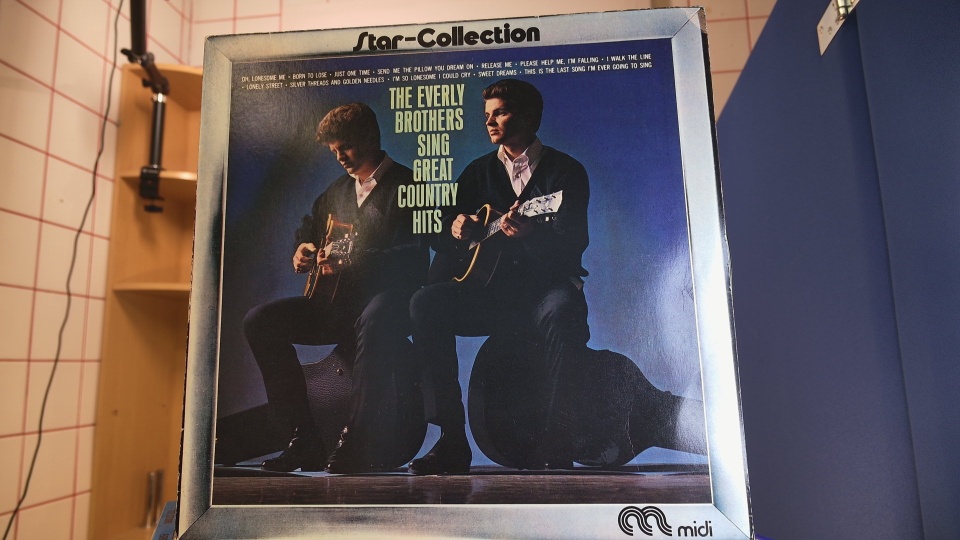 Star-Collection
OH, LONESOME ME • BORN TO LOSE • JUST ONE TIME • SEND ME THE PILLOW YOU DREAM ON • RELEASE ME • PLEASE HELP ME, I'M FALLING • I WALK THE LINE
• LONELY STREET • SILVER THREADS AND GOLDEN NEEDLES • I'M SO LONESOME I COULD CRY • SWEET DREAMS • THIS IS THE LAST SONG I'M EVER GOING TO SING
THE EVERLY
BROTHERS
SING
GREAT
COUNTRY
HITS
midi